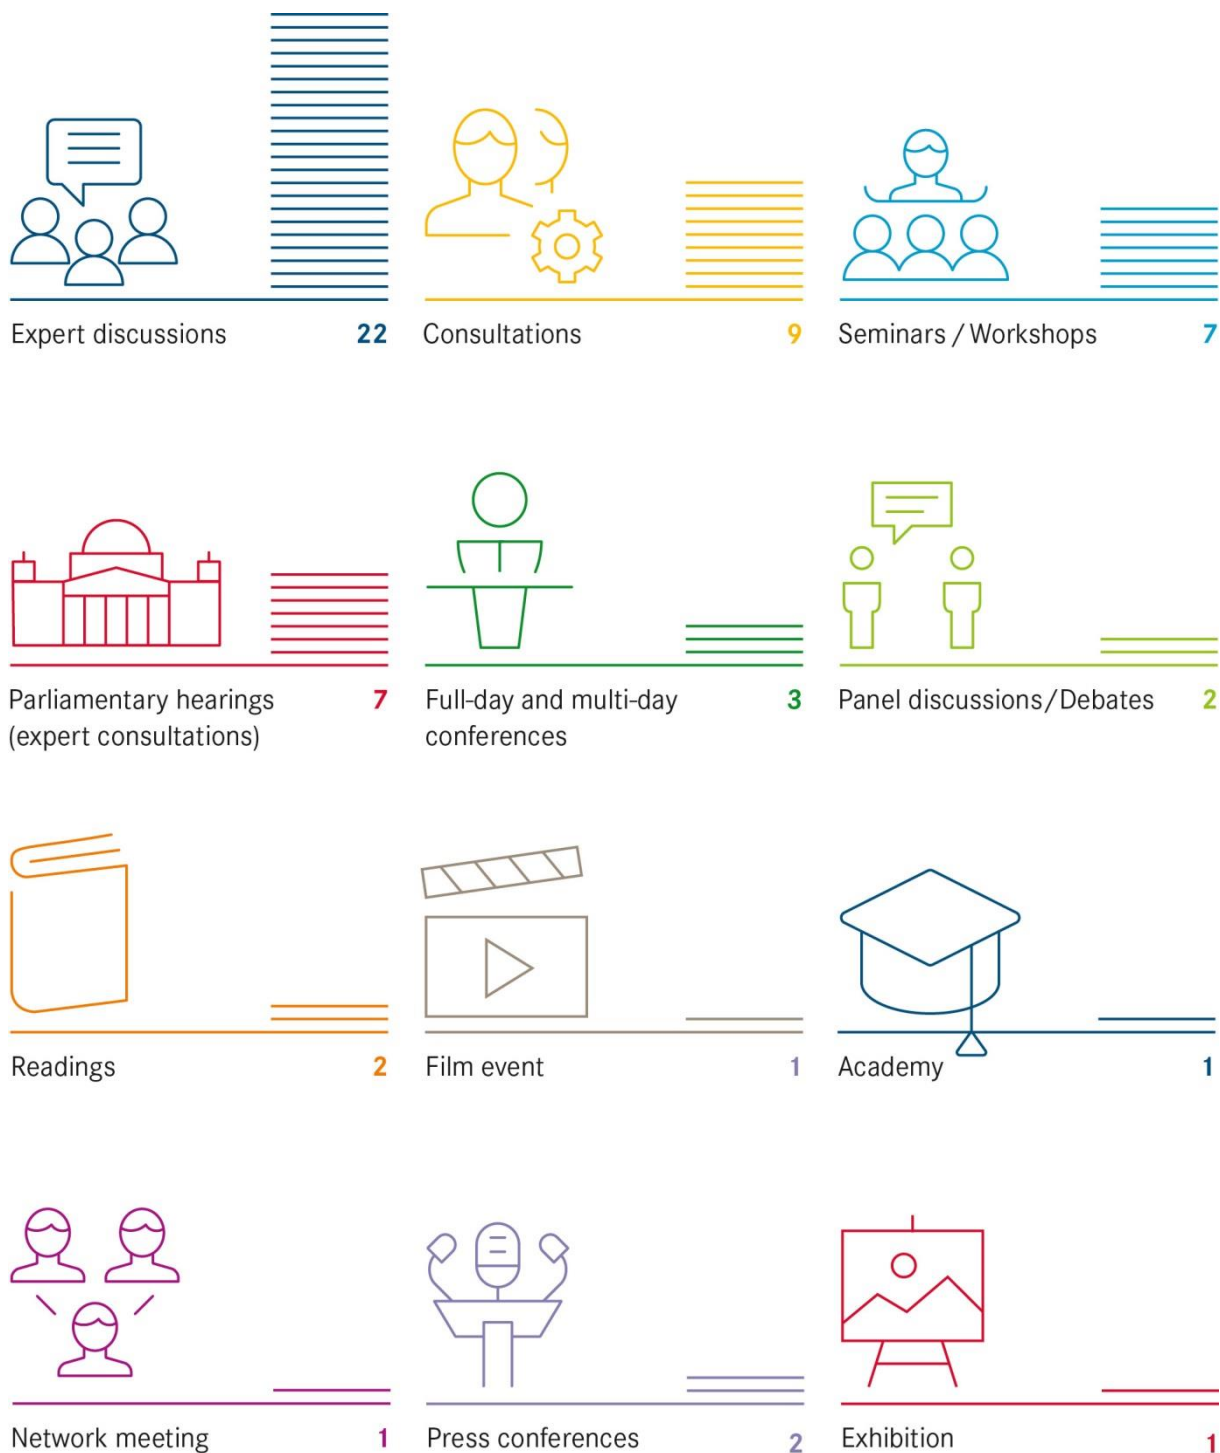 Expert discussions 22
Consultations 9
Seminars / Workshops 7
Parliamentary hearings 7
(expert consultations)
Full-day and multi-day 3
conferences
Panel discussions/Debates 2
Readings 2
Film event 1
Academy 1
Network meeting 1
Press conferences 2
Exhibition 1